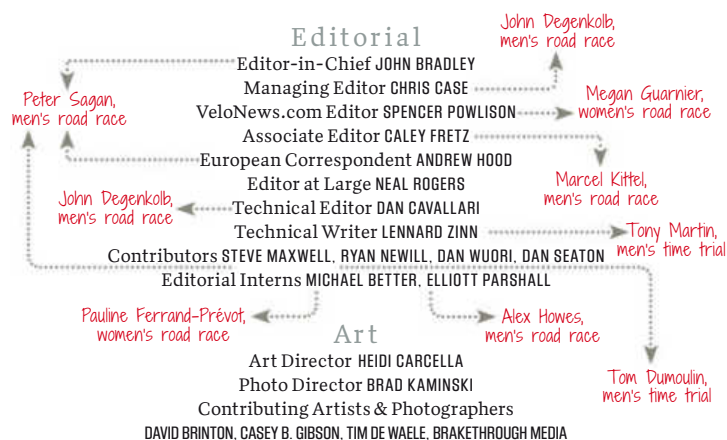 Editorial
John Degenkolb,
men's road race
Editor-in-Chief JOHN BRADLEY
Managing Editor CHRIS CASE
Peter Sagan,
men's road race
Megan Guarnier,
women's road race
VeloNews.com Editor SPENCER POWLISON
Associate Editor CALEY FRETZ
European Correspondent ANDREW HOOD
Marcel Kittel,
men's road race
Editor at Large NEAL ROGERS
John Degenkolb,
men's road race
Technical Editor DAN CAVALLARI
Technical Writer LENNARD ZINN
Tony Martin,
men's time trial
Contributors STEVE MAXWELL, RYAN NEWILL, DAN WUORI, DAN SEATON
Editorial Interns MICHAEL BETTER, ELLIOTT PARSHALL
Pauline Ferrand-Prévot,
women's road race
Alex Howes,
men's road race
Art
Art Director HEIDI CARCELLA
Photo Director BRAD KAMINSKI
Tom Dumoulin,
men's time trial
Contributing Artists & Photographers
DAVID BRINTON, CASEY B. GIBSON, TIM DE WAELE, BRAKETHROUGH MEDIA